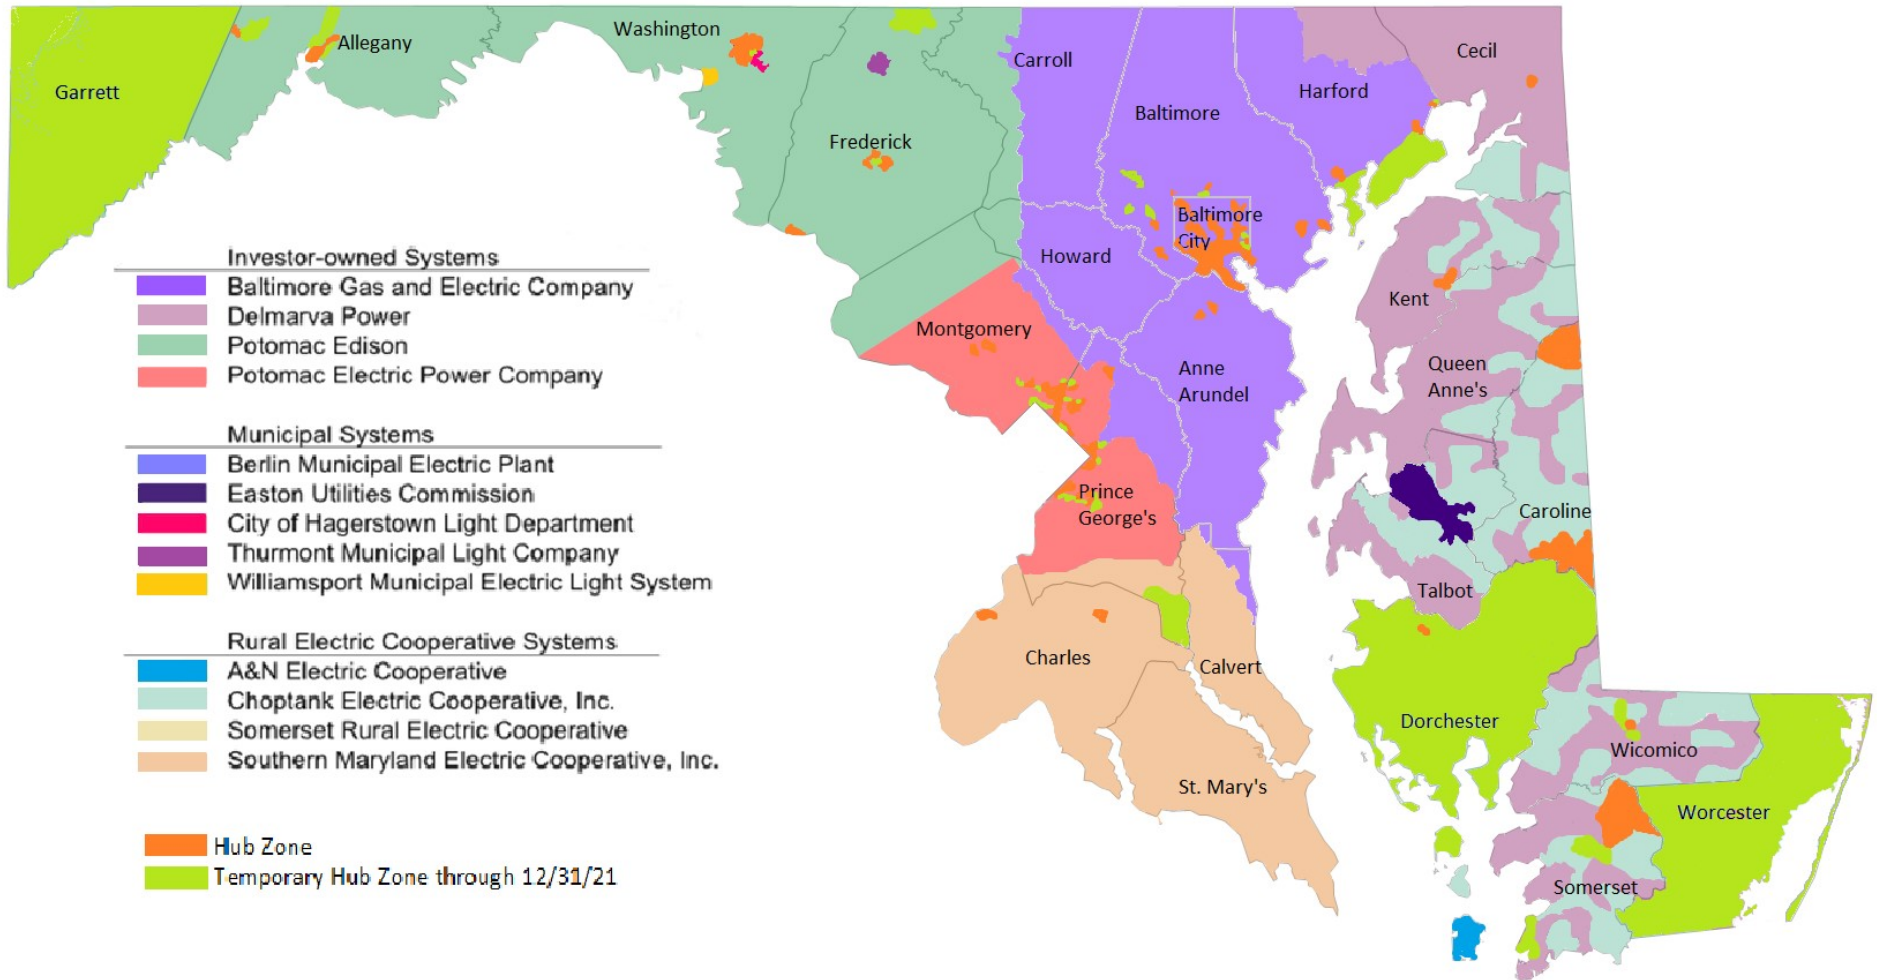 Garrett
Allegany
Washington
Frederick
Carroll
Baltimore
Harford
Cecil
Baltimore
City
Howard
Montgomery
Anne
Arundel
Kent
Queen
Anne's
Prince
George's
Caroline
Talbot
Charles
Calvert
St. Mary's
Dorchester
Wicomico
Worcester
Somerset
Investor-owned Systems
Baltimore Gas and Electric Company
Delmarva Power
Potomac Edison
Potomac Electric Power Company
Municipal Systems
Berlin Municipal Electric Plant
Easton Utilities Commission
City of Hagerstown Light Department
Thurmont Municipal Light Company
Williamsport Municipal Electric Light System
Rural Electric Cooperative Systems
A&N Electric Cooperative
Choptank Electric Cooperative, Inc.
Somerset Rural Electric Cooperative
Southern Maryland Electric Cooperative, Inc.
Hub Zone
Temporary Hub Zone through 12/31/21